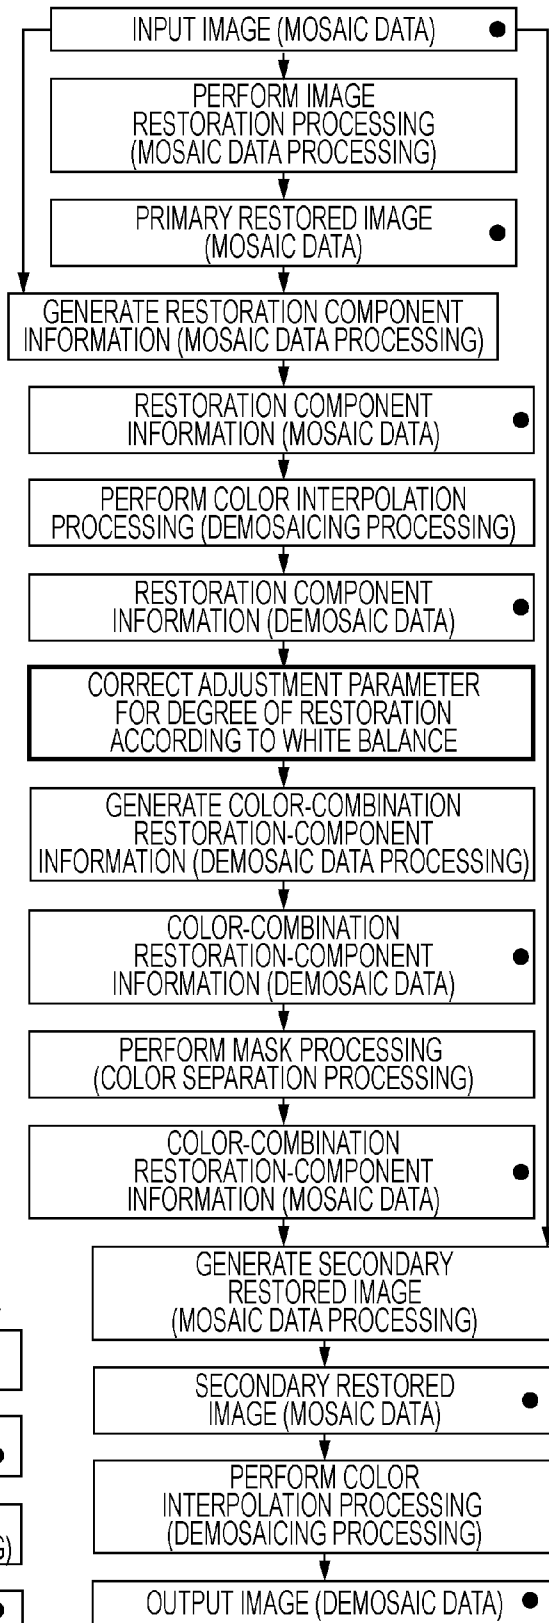 INPUT IMAGE (MOSAIC DATA)
PERFORM IMAGE
RESTORATION PROCESSING
(MOSAIC DATA PROCESSING)
PRIMARY RESTORED IMAGE
(MOSAIC DATA)
GENERATE RESTORATION COMPONENT
INFORMATION (MOSAIC DATA PROCESSING)
RESTORATION COMPONENT
INFORMATION (MOSAIC DATA)
PERFORM COLOR INTERPOLATION
PROCESSING (DEMOSAICING PROCESSING)
RESTORATION COMPONENT
INFORMATION (DEMOSAIC DATA)
CORRECT ADJUSTMENT PARAMETER
FOR DEGREE OF RESTORATION
ACCORDING TO WHITE BALANCE
GENERATE COLOR-COMBINATION
RESTORATION-COMPONENT
INFORMATION (DEMOSAIC DATA PROCESSING)
COLOR-COMBINATION
RESTORATION-COMPONENT
INFORMATION (DEMOSAIC DATA)
PERFORM MASK PROCESSING
(COLOR SEPARATION PROCESSING)
COLOR-COMBINATION
RESTORATION-COMPONENT
INFORMATION (MOSAIC DATA)
GENERATE SECONDARY
RESTORED IMAGE
(MOSAIC DATA PROCESSING)
SECONDARY RESTORED
IMAGE (MOSAIC DATA)
PERFORM COLOR
INTERPOLATION PROCESSING
(DEMOSAICING PROCESSING)
OUTPUT IMAGE (DEMOSAIC DATA)